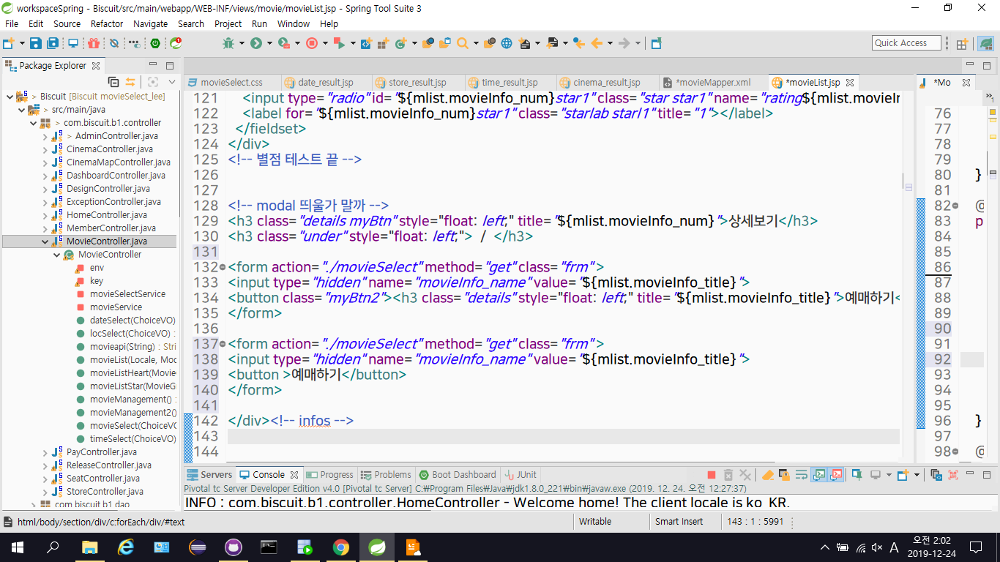 workspaceSpring - Biscuit/src/main/webapp/WEB-INF/views/movie/movieList.jsp - Spring Tool Suite 3
File Edit Source Refactor Navigate Search Project Run Window Help
Quick Access
Package Explorer
> Biscuit [Biscuit movieSelect_lee]
> src/main/java
> com.biscuit.b1.controller
> AdminController.java
CinemaController.java
CinemaMapController.java
DashboardController.java
DesignController.java
ExceptionController.java
HomeController.java
MemberController.java
MovieController.java
MovieController
env
key
movieSelectService
movieService
dateSelect(ChoiceVO)
locSelect(ChoiceVO) :
movieapi(String) : Stri
movieList(Locale, Mod
movieListHeart(Movie
movieListStar(MovieG
movieManagement() :
movieManagement2()
movieSelect(ChoiceVO
timeSelect(ChoiceVO)
PayController.java
ReleaseController.java
SeatController.java
StoreController.java
com.biscuit.b1.dao
movieSelect.css date_result.jsp store_result.jsp time_result.jsp cinema_result.jsp *movieMapper.xml *movieList.jsp
121 <input type="radio" id="${mlist.movieInfo_num}star1" class="star star1" name="rating${mlist.movieIn
122 <label for="${mlist.movieInfo_num}star1" class="starlab starl1" title="1"></label>
123 </fieldset>
124 </div>
125 <!-- 별점 테스트 끝 -->
126
127
128 <!-- modal 띄울가 말까 -->
129 <h3 class="details myBtn" style="float: left;" title="${mlist.movieInfo_num}">상세보기</h3>
130 <h3 class="under" style="float: left;"> / </h3>
131
132 <form action="./movieSelect" method="get" class="frm">
133 <input type="hidden" name="movieInfo_name" value="${mlist.movieInfo_title}">
134 <button class="myBtn2"><h3 class="details" style="float: left;" title="${mlist.movieInfo_title}">예매하기<
135 </form>
136
137 <form action="./movieSelect" method="get" class="frm">
138 <input type="hidden" name="movieInfo_name" value="${mlist.movieInfo_title}">
139 <button >예매하기</button>
140 </form>
141
142 </div><!-- infos -->
143
144
*Mo
»1
76
77
78
79
80 }
81
82 @
83 p
84
85
86
87
88
89
90
91
92
93
94
95
96 }
97
98 @
Servers Console Progress Problems Boot Dashboard JUnit
Pivotal tc Server Developer Edition v4.0 [Pivotal tc Server] C:₩Program Files₩Java₩jdk1.8.0_221₩bin₩javaw.exe (2019. 12. 24. 오전 12:27:37)
INFO : com.biscuit.b1.controller.HomeController - Welcome home! The client locale is ko_KR.
html/body/section/div/c:forEach/div/#text Writable Smart Insert 143 : 1 : 5991
A
오전 2:02
2019-12-24